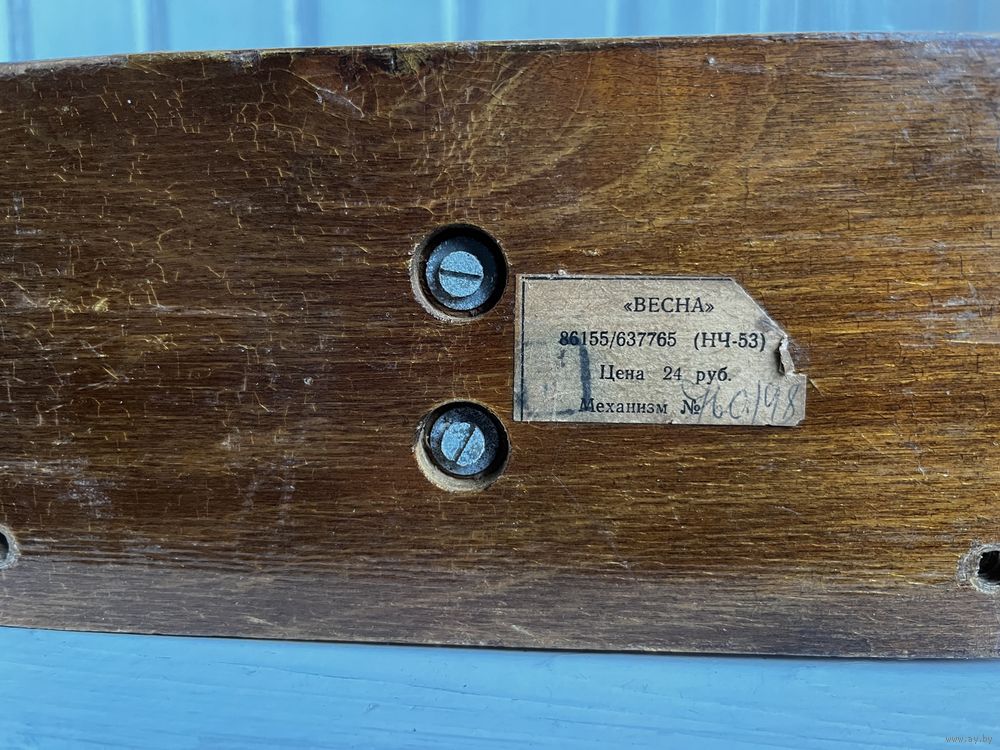 «ВЕСНА»
86155/637765 (НЧ-53)
Цена 24 руб.
Механизм №
www.ay.by